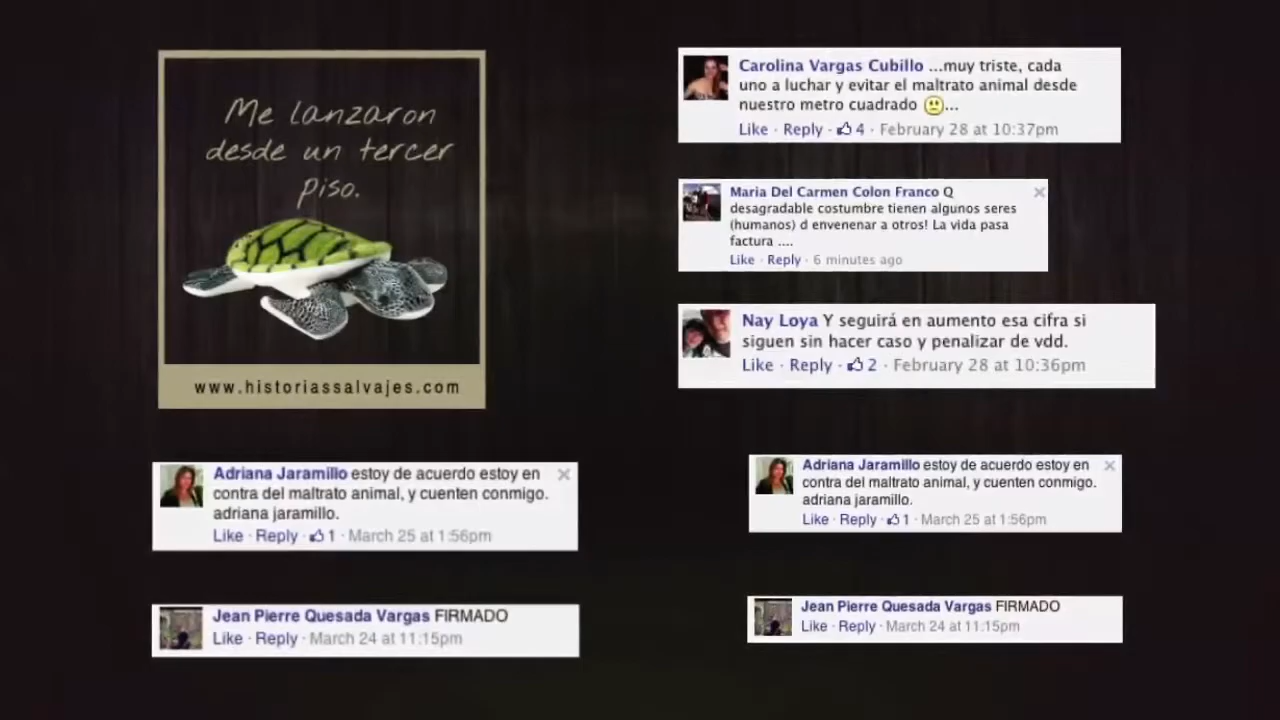 Me lanzaron
desde un tercer
piso.
www.historiassalvajes.com
Carolina Vargas Cubillo ...muy triste, cada
uno a luchar y evitar el maltrato animal desde
nuestro metro cuadrado ...
Like · Reply · 4 · February 28 at 10:37pm
Maria Del Carmen Colon Franco Q
desagradable costumbre tienen algunos seres
(humanos) d envenenar a otros! La vida pasa
factura ....
Like · Reply · 6 minutes ago
Nay Loya Y seguirá en aumento esa cifra si
siguen sin hacer caso y penalizar de vdd.
Like · Reply · 2 · February 28 at 10:36pm
Adriana Jaramillo estoy de acuerdo estoy en
contra del maltrato animal, y cuenten conmigo.
adriana jaramillo.
Like · Reply · 1 · March 25 at 1:56pm
Jean Pierre Quesada Vargas FIRMADO
Like · Reply · March 24 at 11:15pm
Adriana Jaramillo estoy de acuerdo estoy en
contra del maltrato animal, y cuenten conmigo.
adriana jaramillo.
Like · Reply · 1 · March 25 at 1:56pm
Jean Pierre Quesada Vargas FIRMADO
Like · Reply · March 24 at 11:15pm